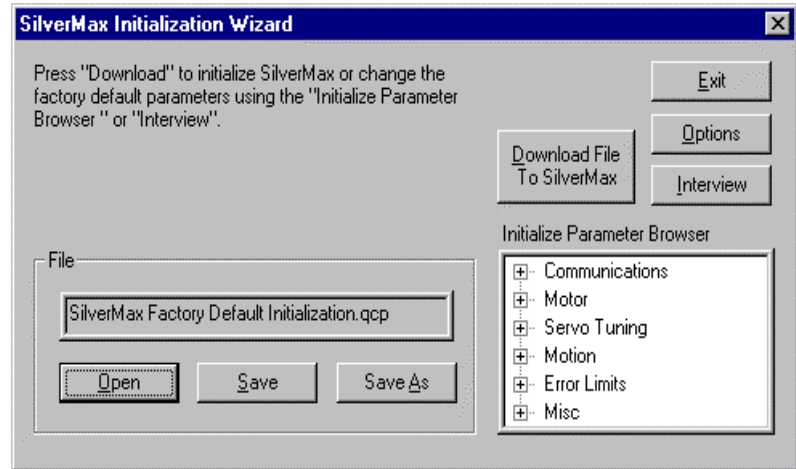 SilverMax Initialization Wizard
Press "Download" to initialize SilverMax or change the
factory default parameters using the "Initialize Parameter
Browser " or "Interview".
Exit
Options
Download File
To SilverMax
Interview
Initialize Parameter Browser
Communications
Motor
Servo Tuning
Motion
Error Limits
Misc
File
SilverMax Factory Default Initialization.qcp
Open
Save
Save As